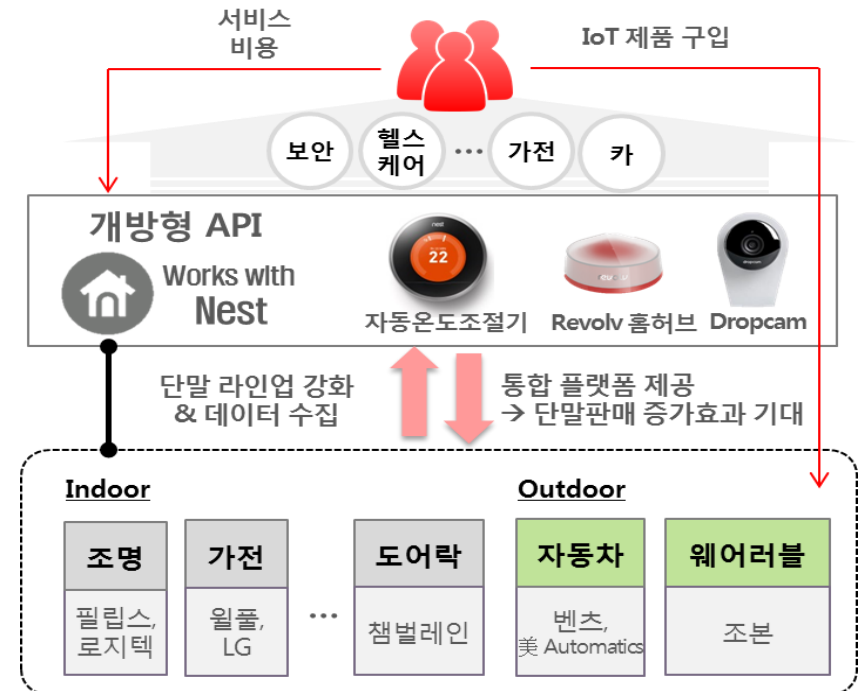 서비스
비용
IoT 제품 구입
보안
헬스
케어
...
가전
카
개방형 API
Works with
Nest
nest
22
자동온도조절기
revolv
Revolv 홈허브
dropcam
Dropcam
단말 라인업 강화
& 데이터 수집
통합 플랫폼 제공
→ 단말판매 증가효과 기대
Indoor
Outdoor
조명
가전
도어락
자동차
웨어러블
필립스,
로지텍
월풀,
LG
...
챔벌레인
벤츠,
美 Automatics
조본